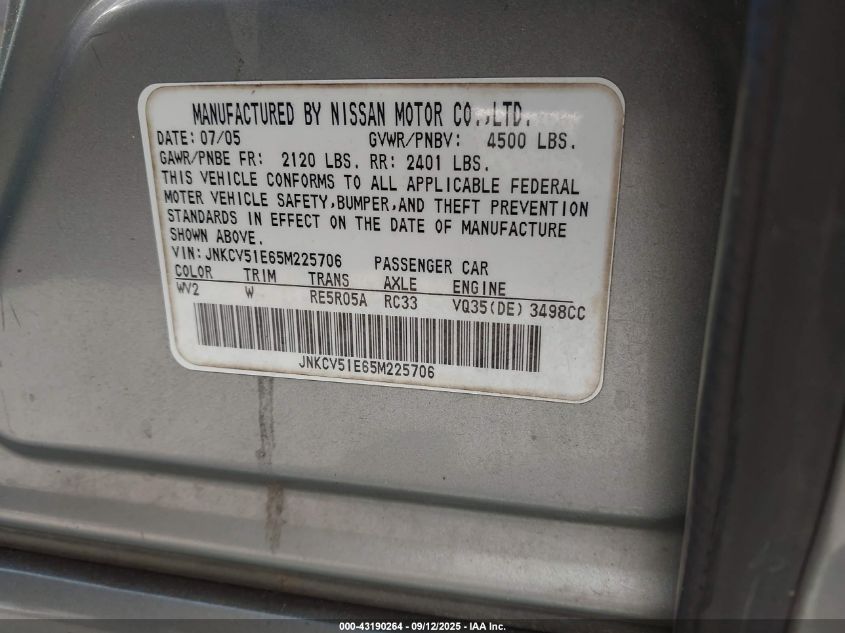 MANUFACTURED BY NISSAN MOTOR CO.,LTD.
DATE: 07/05 GVWR/PNBV: 4500 LBS.
GAWR/PNBE FR: 2120 LBS. RR: 2401 LBS.
THIS VEHICLE CONFORMS TO ALL APPLICABLE FEDERAL
MOTER VEHICLE SAFETY,BUMPER,AND THEFT PREVENTION
STANDARDS IN EFFECT ON THE DATE OF MANUFACTURE
SHOWN ABOVE.
VIN: JNKCV51E65M225706 PASSENGER CAR
COLOR TRIM TRANS AXLE ENGINE
WV2 W RE5R05A RC33 VQ35(DE) 3498CC
JNKCV51E65M225706
000-43190264 - 09/12/2025 - IAA Inc.